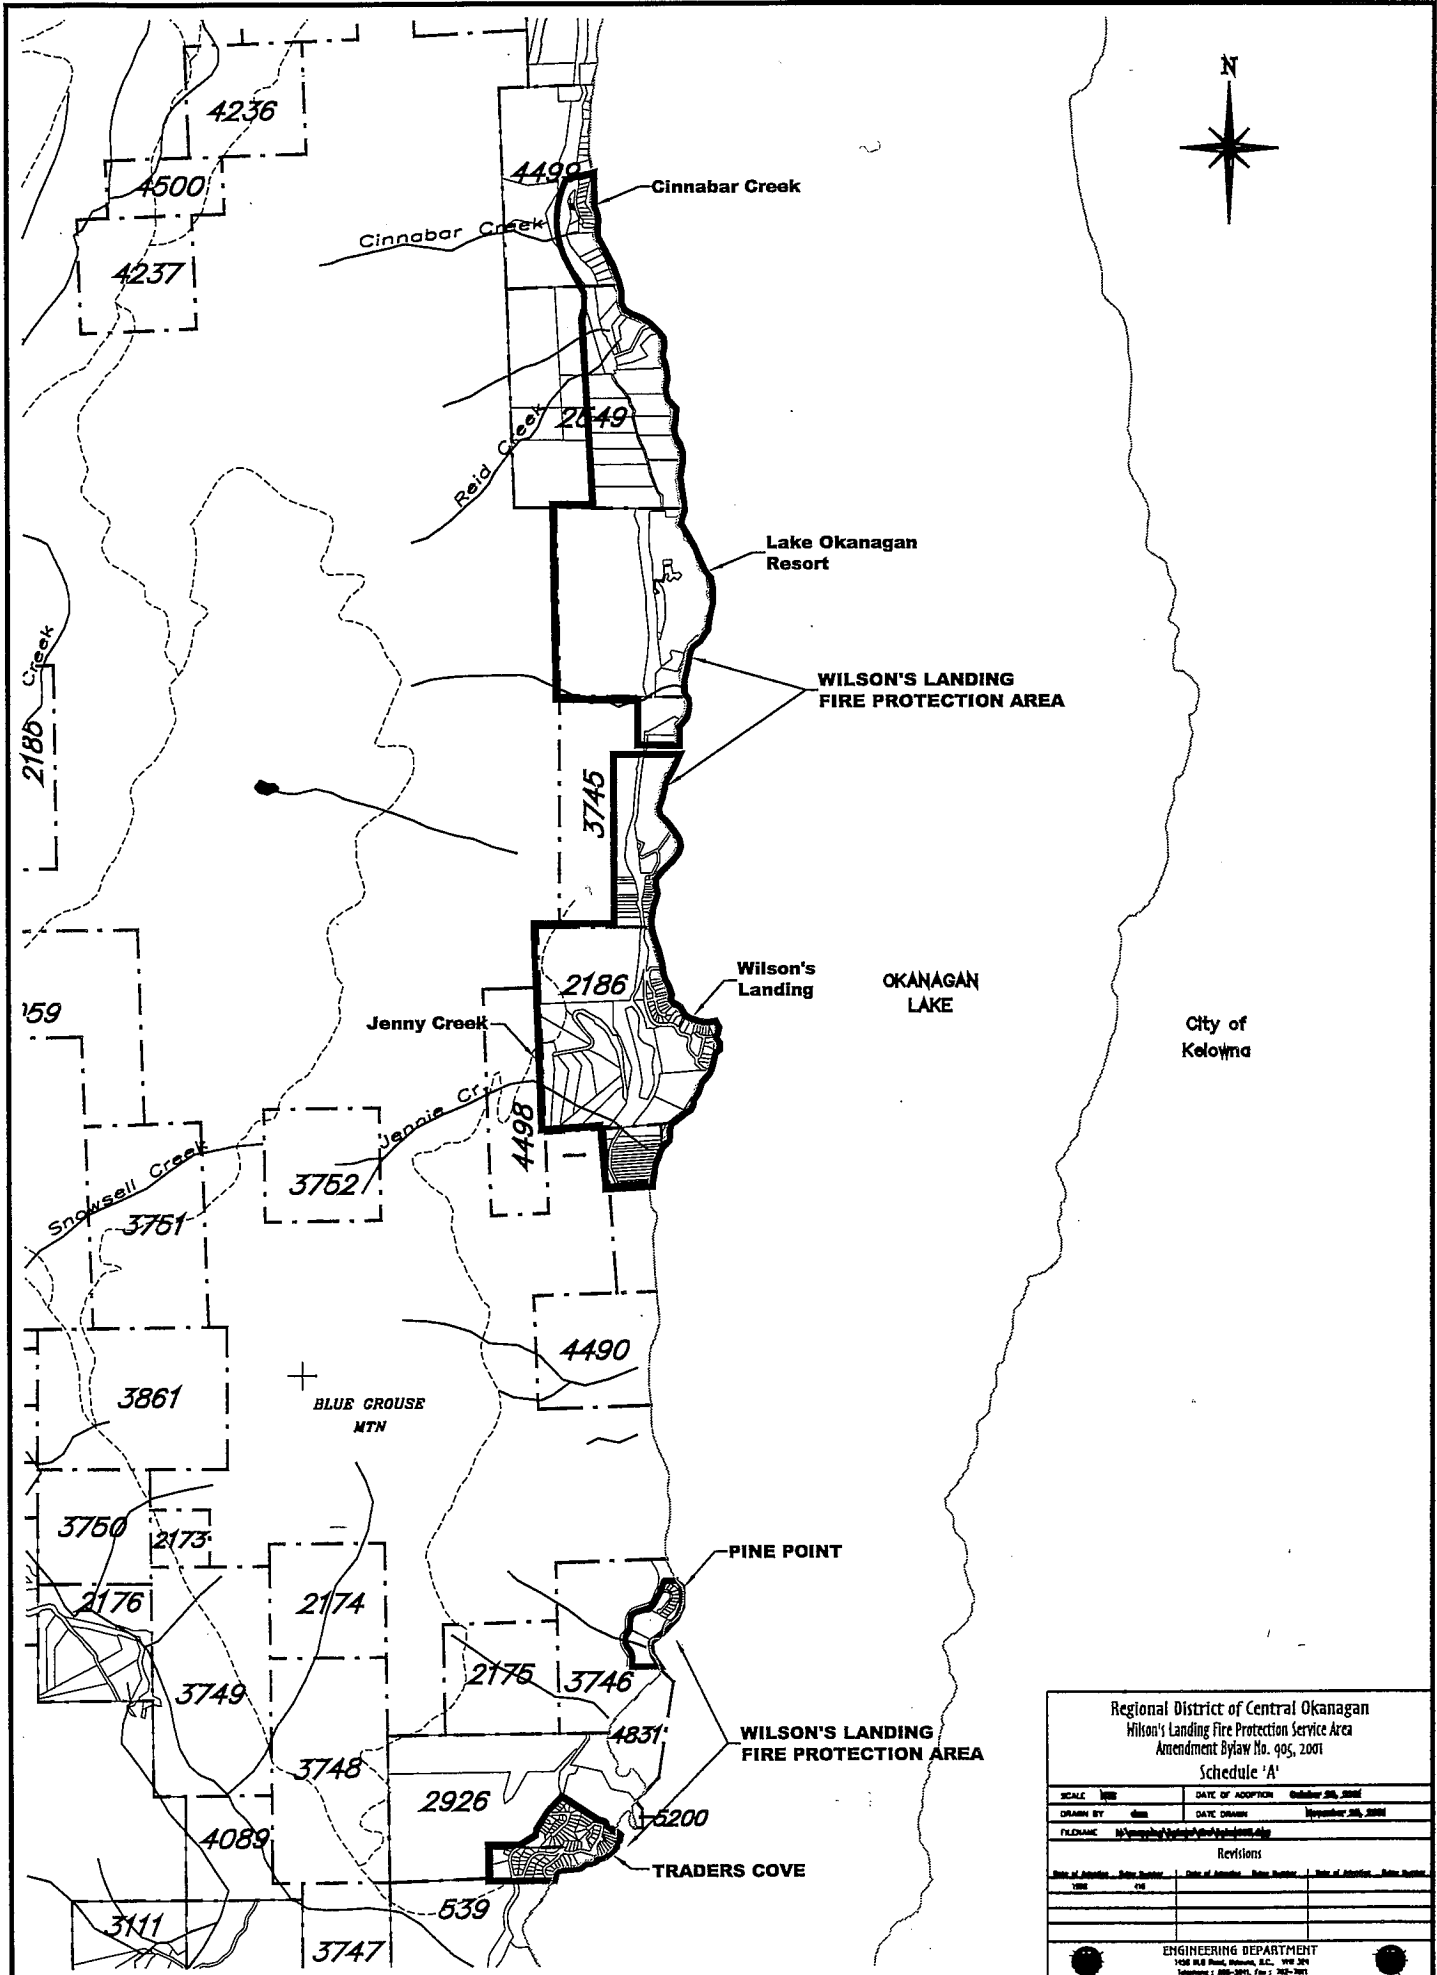 N
4236
4500
4499
Cinnabar Creek
Cinnabar Creek
4237
2549
Reid Creek
Lake Okanagan
Resort
Creek
2185
WILSON'S LANDING
FIRE PROTECTION AREA
3745
2186
Wilson's
Landing
OKANAGAN
LAKE
City of
Kelowna
Jenny Creek
Jennie Cr.
4498
3752
Snowsell Creek
3751
4490
3861
BLUE GROUSE
MTN
3750
2173
PINE POINT
2176
2174
2175
3746
3749
4831
WILSON'S LANDING
FIRE PROTECTION AREA
3748
2926
5200
4089
TRADERS COVE
539
3111
3747
Regional District of Central Okanagan
Wilson's Landing Fire Protection Service Area
Amendment Bylaw No. 905, 2001
Schedule 'A'
SCALE
DATE OF ADOPTION
DRAWN BY
DATE DRAWN
FILENAME
Revisions
ENGINEERING DEPARTMENT